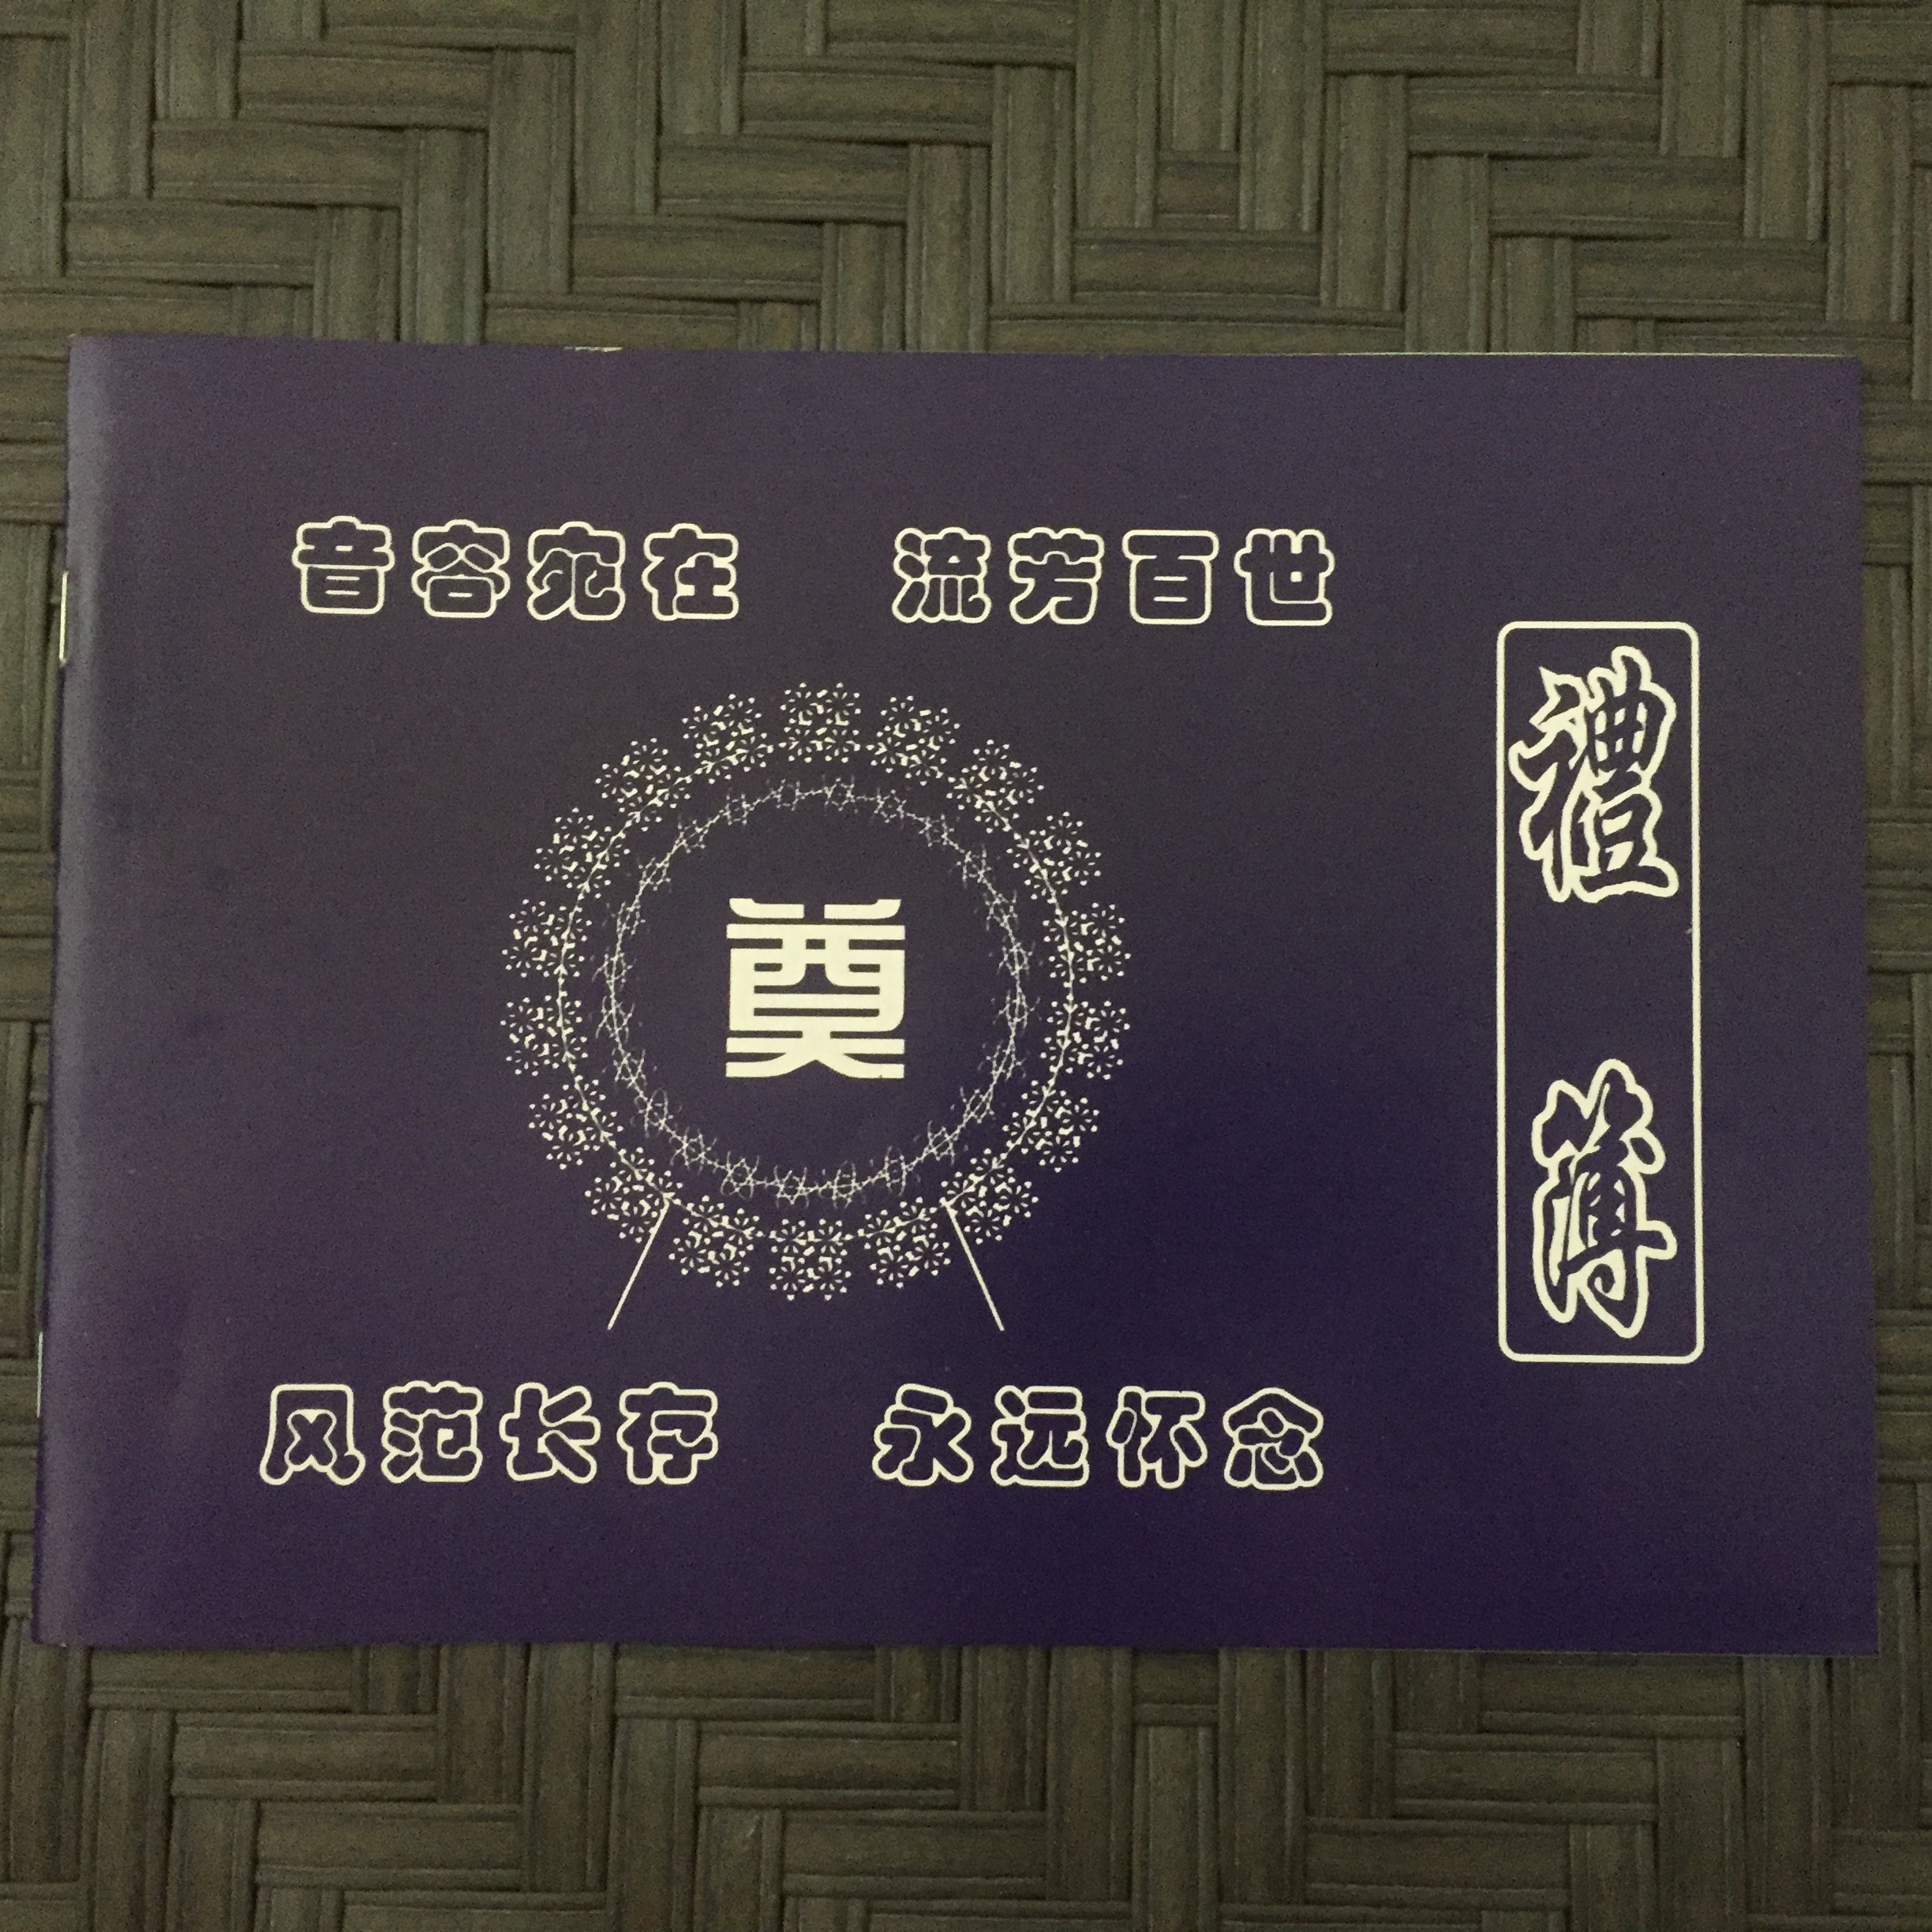 音容宛在 流芳百世
奠
风范长存 永远怀念
禮簿